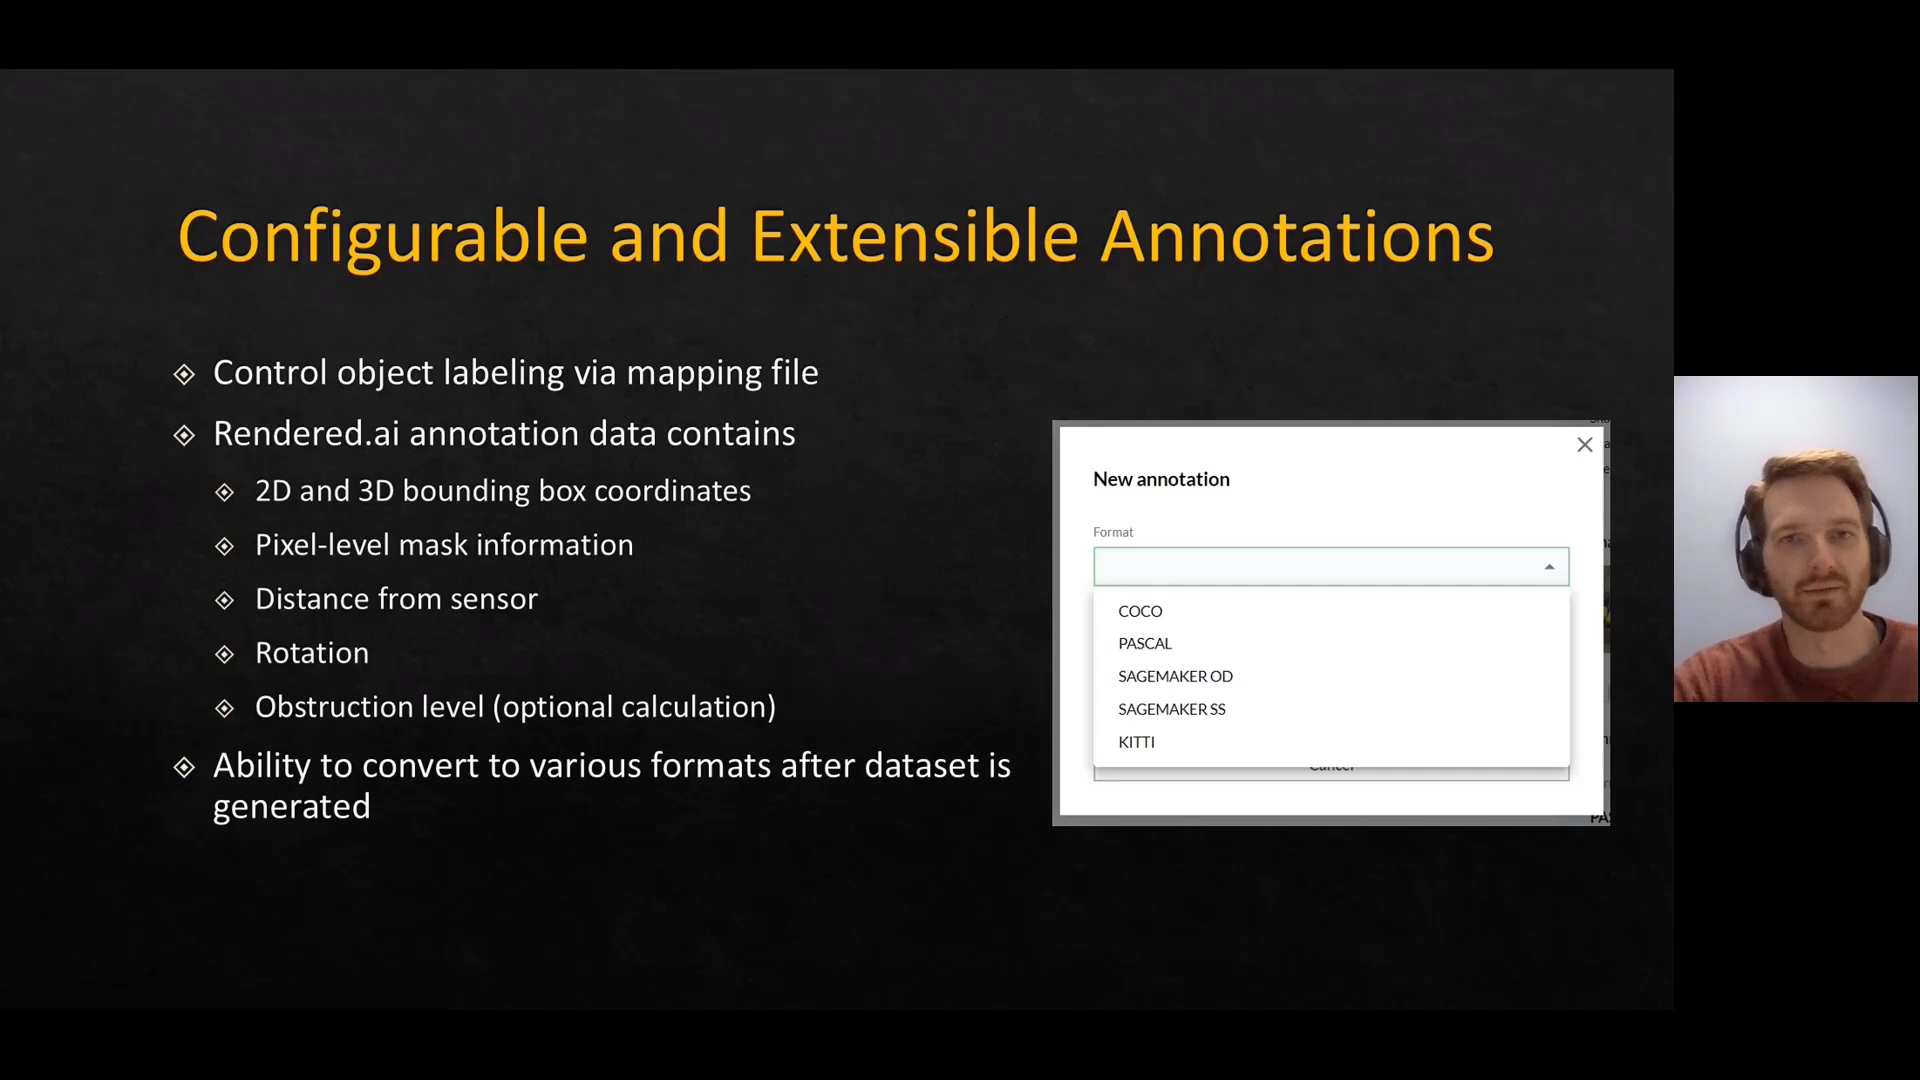 Configurable and Extensible Annotations
Control object labeling via mapping file
Rendered.ai annotation data contains
2D and 3D bounding box coordinates
Pixel-level mask information
Distance from sensor
Rotation
Obstruction level (optional calculation)
Ability to convert to various formats after dataset is
generated
New annotation
Format
COCO
PASCAL
SAGEMAKER OD
SAGEMAKER SS
KITTI
Cancel